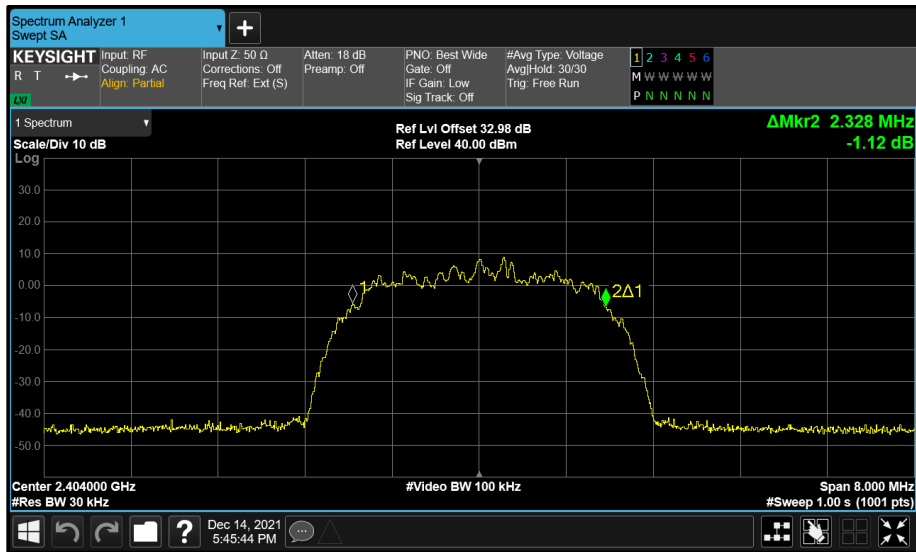 Spectrum Analyzer 1
Swept SA
▼
+
KEYSIGHT
R T
LXI
Input: RF
Coupling: AC
Align: Partial
Input Z: 50 Ω
Corrections: Off
Freq Ref: Ext (S)
Atten: 18 dB
Preamp: Off
PNO: Best Wide
Gate: Off
IF Gain: Low
Sig Track: Off
#Avg Type: Voltage
Avg|Hold: 30/30
Trig: Free Run
1 2 3 4 5 6
M W W W W W
P N N N N N
1 Spectrum ▼
Scale/Div 10 dB
Ref Lvl Offset 32.98 dB
Ref Level 40.00 dBm
ΔMkr2 2.328 MHz
-1.12 dB
Log
30.0
20.0
10.0
0.00
-10.0
-20.0
-30.0
-40.0
-50.0
1
2Δ1
Center 2.404000 GHz
#Res BW 30 kHz
#Video BW 100 kHz
Span 8.000 MHz
#Sweep 1.00 s (1001 pts)
?
Dec 14, 2021
5:45:44 PM